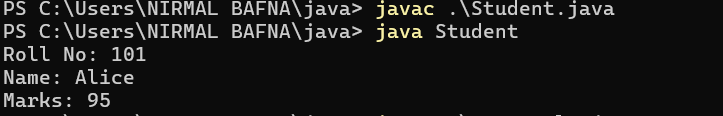 PS C:\Users\NIRMAL BAFNA\java> javac .\Student.java
PS C:\Users\NIRMAL BAFNA\java> java Student
Roll No: 101
Name: Alice
Marks: 95